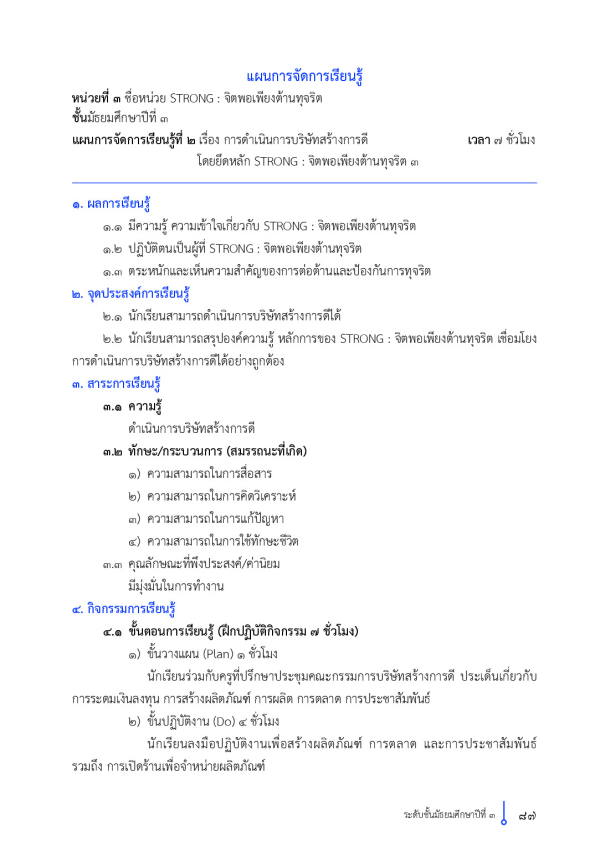 แผนการจัดการเรียนรู้
หน่วยที่ ๓ ชื่อหน่วย STRONG : จิตพอเพียงต้านทุจริต
ชั้นมัธยมศึกษาปีที่ ๓
แผนการจัดการเรียนรู้ที่ ๒ เรื่อง การดำเนินการบริษัทสร้างการดี เวลา ๗ ชั่วโมง
โดยยึดหลัก STRONG : จิตพอเพียงต้านทุจริต ๓
๑. ผลการเรียนรู้
๑.๑ มีความรู้ ความเข้าใจเกี่ยวกับ STRONG : จิตพอเพียงต้านทุจริต
๑.๒ ปฏิบัติตนเป็นผู้ที่ STRONG : จิตพอเพียงต้านทุจริต
๑.๓ ตระหนักและเห็นความสำคัญของการต่อต้านและป้องกันการทุจริต
๒. จุดประสงค์การเรียนรู้
๒.๑ นักเรียนสามารถดำเนินการบริษัทสร้างการดีได้
๒.๒ นักเรียนสามารถสรุปองค์ความรู้ หลักการของ STRONG : จิตพอเพียงต้านทุจริต เชื่อมโยง
การดำเนินการบริษัทสร้างการดีได้อย่างถูกต้อง
๓. สาระการเรียนรู้
๓.๑ ความรู้
ดำเนินการบริษัทสร้างการดี
๓.๒ ทักษะ/กระบวนการ (สมรรถนะที่เกิด)
๑) ความสามารถในการสื่อสาร
๒) ความสามารถในการคิดวิเคราะห์
๓) ความสามารถในการแก้ปัญหา
๔) ความสามารถในการใช้ทักษะชีวิต
๓.๓ คุณลักษณะที่พึงประสงค์/ค่านิยม
มีมุ่งมั่นในการทำงาน
๔. กิจกรรมการเรียนรู้
๔.๑ ขั้นตอนการเรียนรู้ (ฝึกปฏิบัติกิจกรรม ๗ ชั่วโมง)
๑) ขั้นวางแผน (Plan) ๑ ชั่วโมง
นักเรียนร่วมกับครูที่ปรึกษาประชุมคณะกรรมการบริษัทสร้างการดี ประเด็นเกี่ยวกับ
การระดมเงินลงทุน การสร้างผลิตภัณฑ์ การผลิต การตลาด การประชาสัมพันธ์
๒) ขั้นปฏิบัติงาน (Do) ๔ ชั่วโมง
นักเรียนลงมือปฏิบัติงานเพื่อสร้างผลิตภัณฑ์ การตลาด และการประชาสัมพันธ์
รวมถึง การเปิดร้านเพื่อจำหน่ายผลิตภัณฑ์
ระดับชั้นมัธยมศึกษาปีที่ ๓ ๘๗